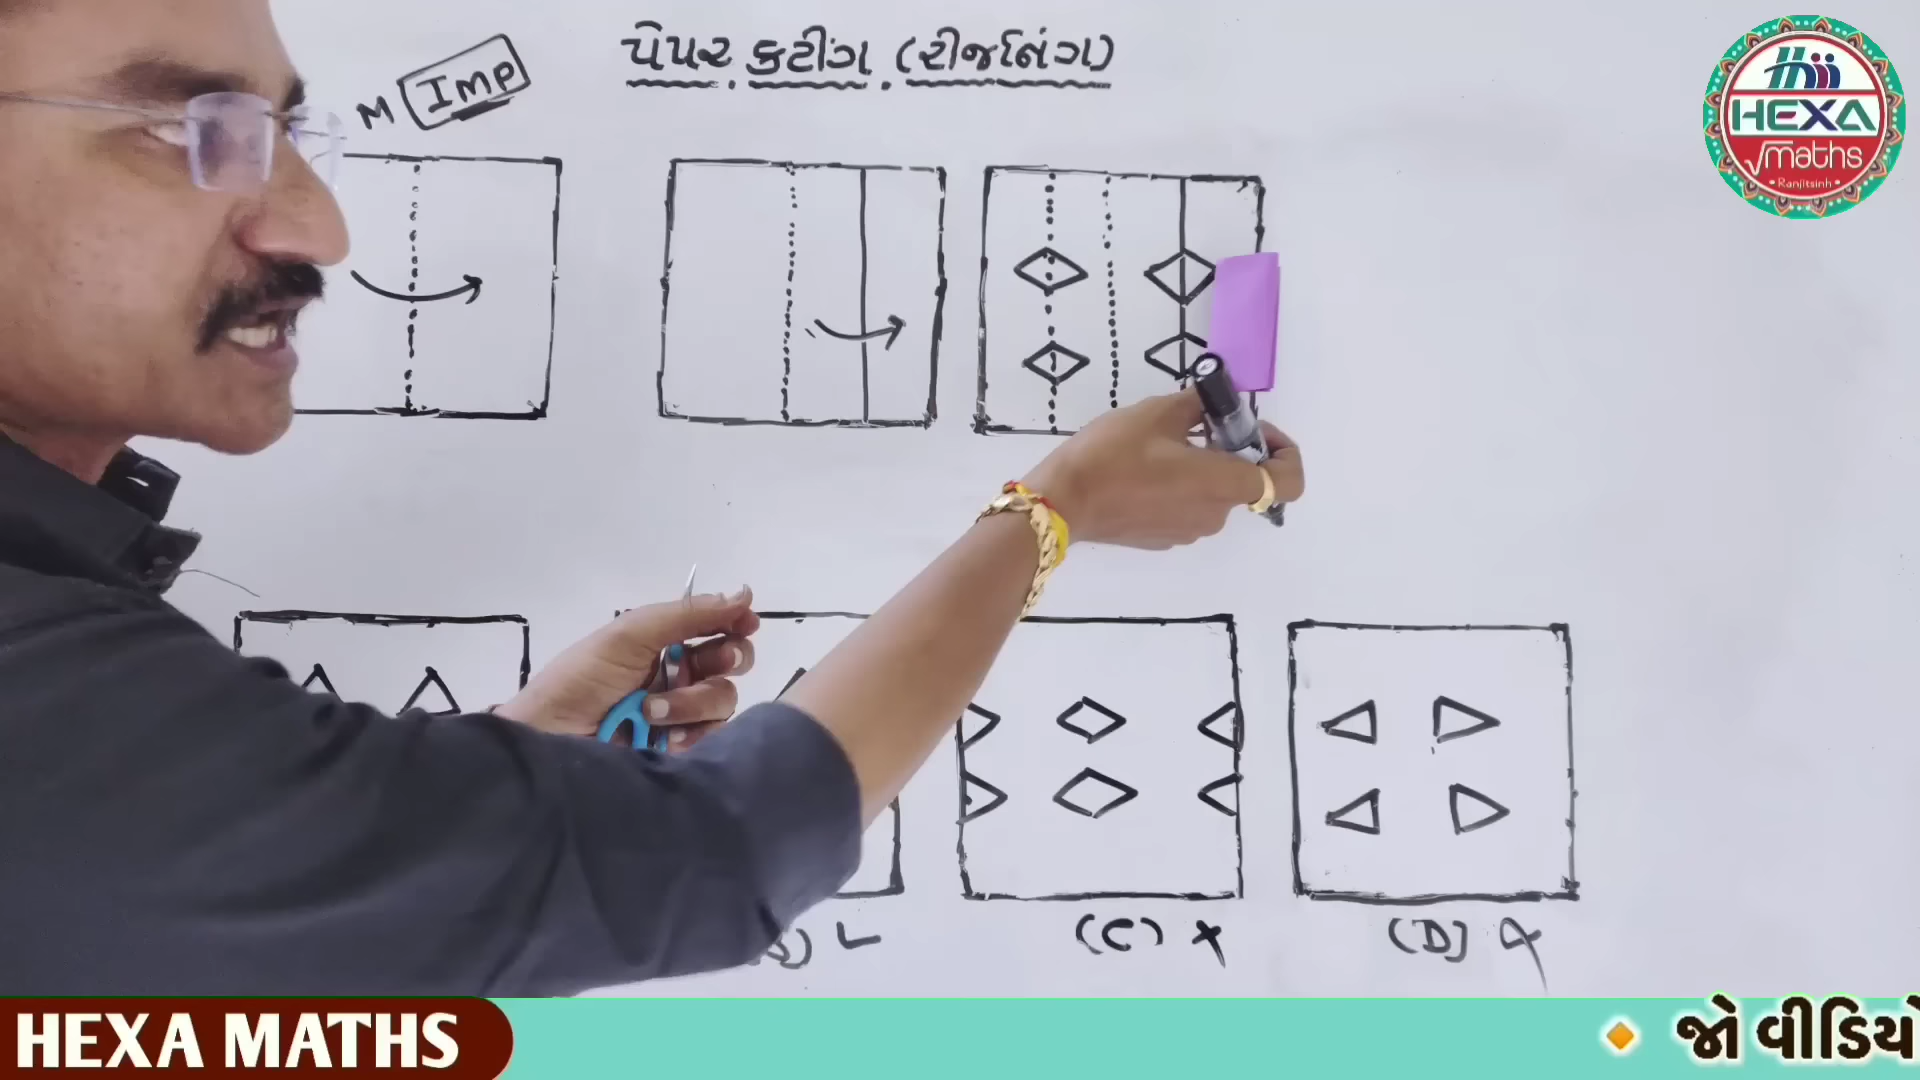 પેપર કટીંગ (રીજનિંગ)
M Imp
HEXA
√maths
• Ranjitsinh •
(C) x
(D)
HEXA MATHS
જો વીડિયો